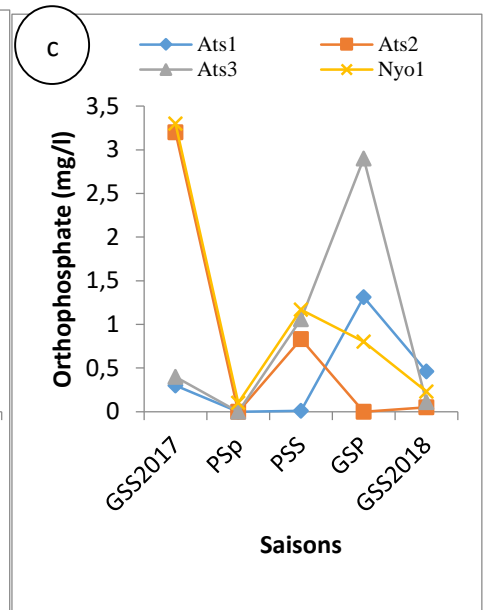 c
Ats1 Ats2
Ats3 Nyo1
Orthophosphate (mg/l)
3,5
3
2,5
2
1,5
1
0,5
0
GSS2017 PSp PSS GSP GSS2018
Saisons